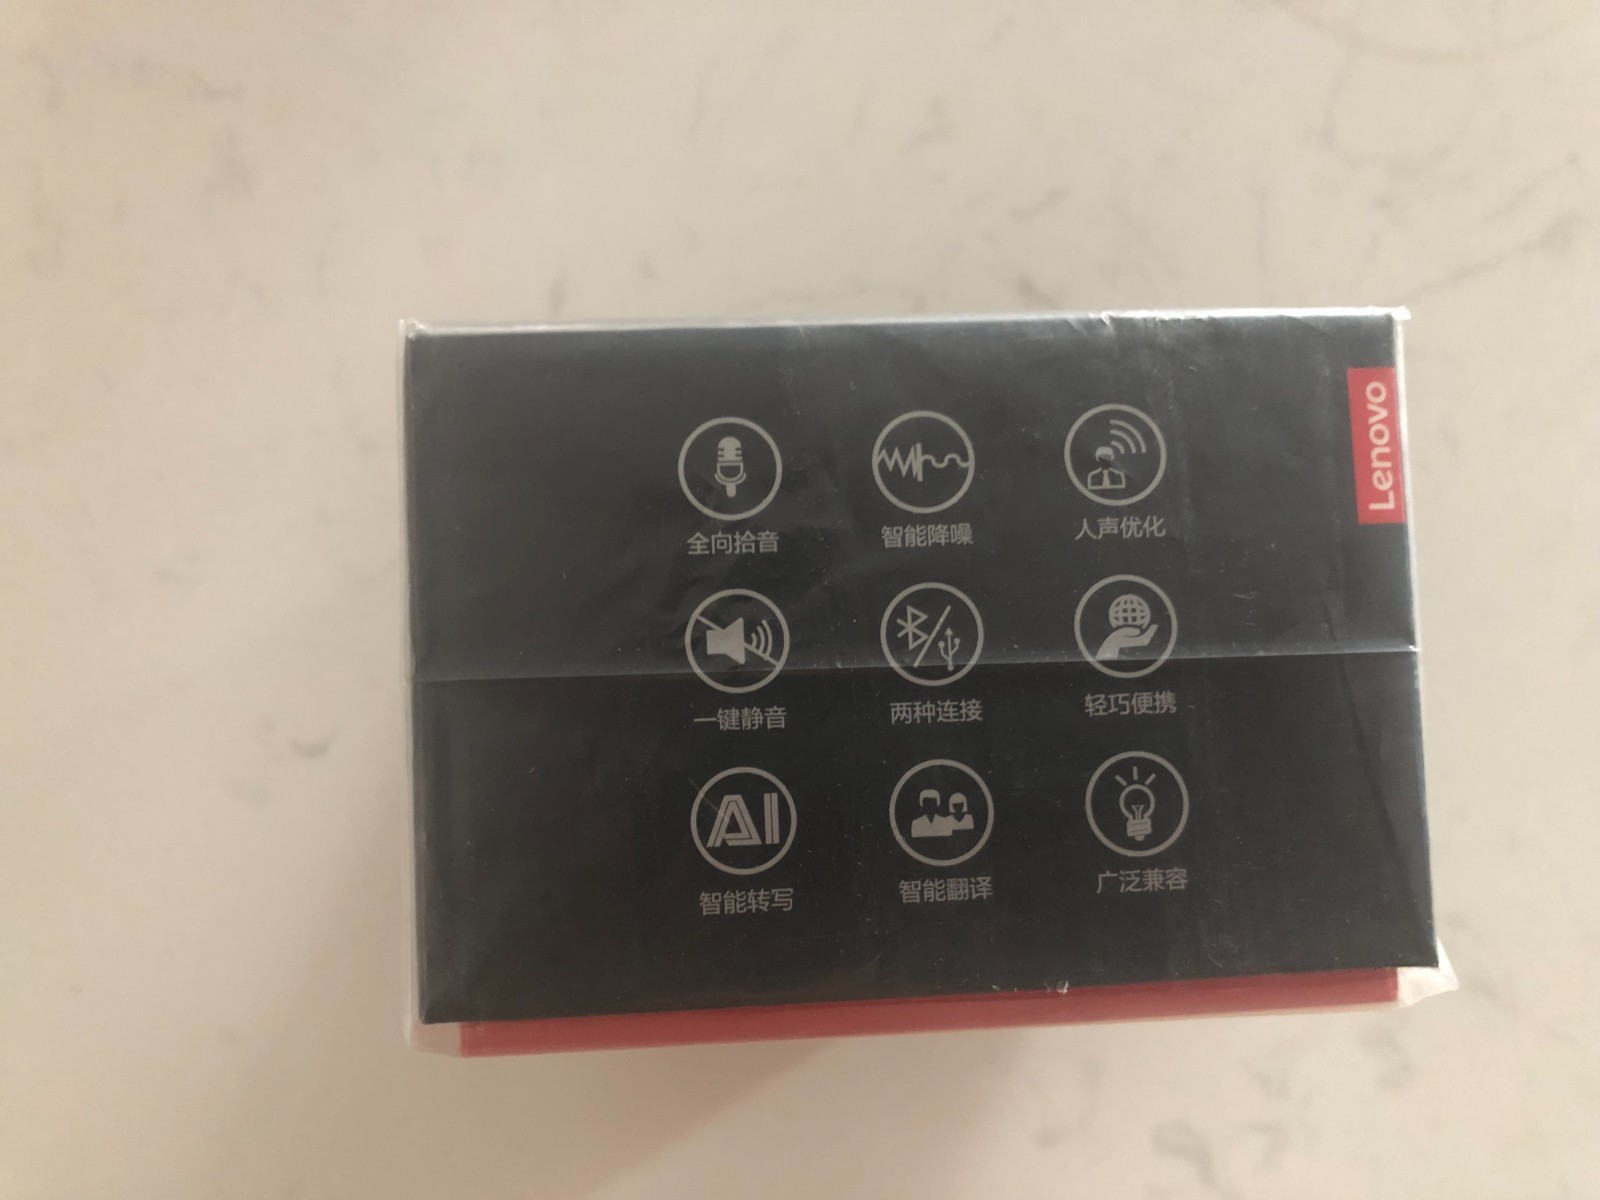 全向拾音
智能降噪
人声优化
Lenovo
一键静音
两种连接
轻巧便携
AI
智能转写
智能翻译
广泛兼容